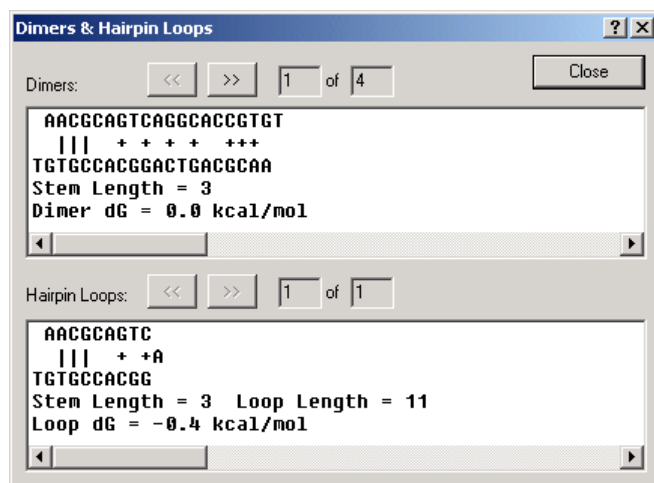 Dimers & Hairpin Loops ? ×
Dimers: << >> 1 of 4 Close
AACGCAGTCAGGCACCGTGT
||| + + + + +++
TGTGCCACGGACTGACGCAA
Stem Length = 3
Dimer dG = 0.0 kcal/mol
Hairpin Loops: << >> 1 of 1
AACGCAGTC
||| + +A
TGTGCCACGG
Stem Length = 3 Loop Length = 11
Loop dG = -0.4 kcal/mol